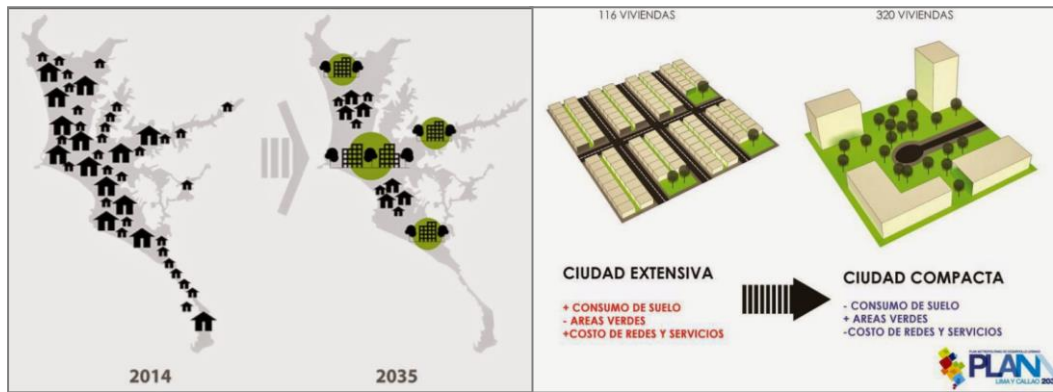 2014
2035
116 VIVIENDAS
320 VIVIENDAS
CIUDAD EXTENSIVA
+ CONSUMO DE SUELO
- AREAS VERDES
+COSTO DE REDES Y SERVICIOS
CIUDAD COMPACTA
- CONSUMO DE SUELO
+ AREAS VERDES
-COSTO DE REDES Y SERVICIOS
PLAN
LIMA Y CALLAO